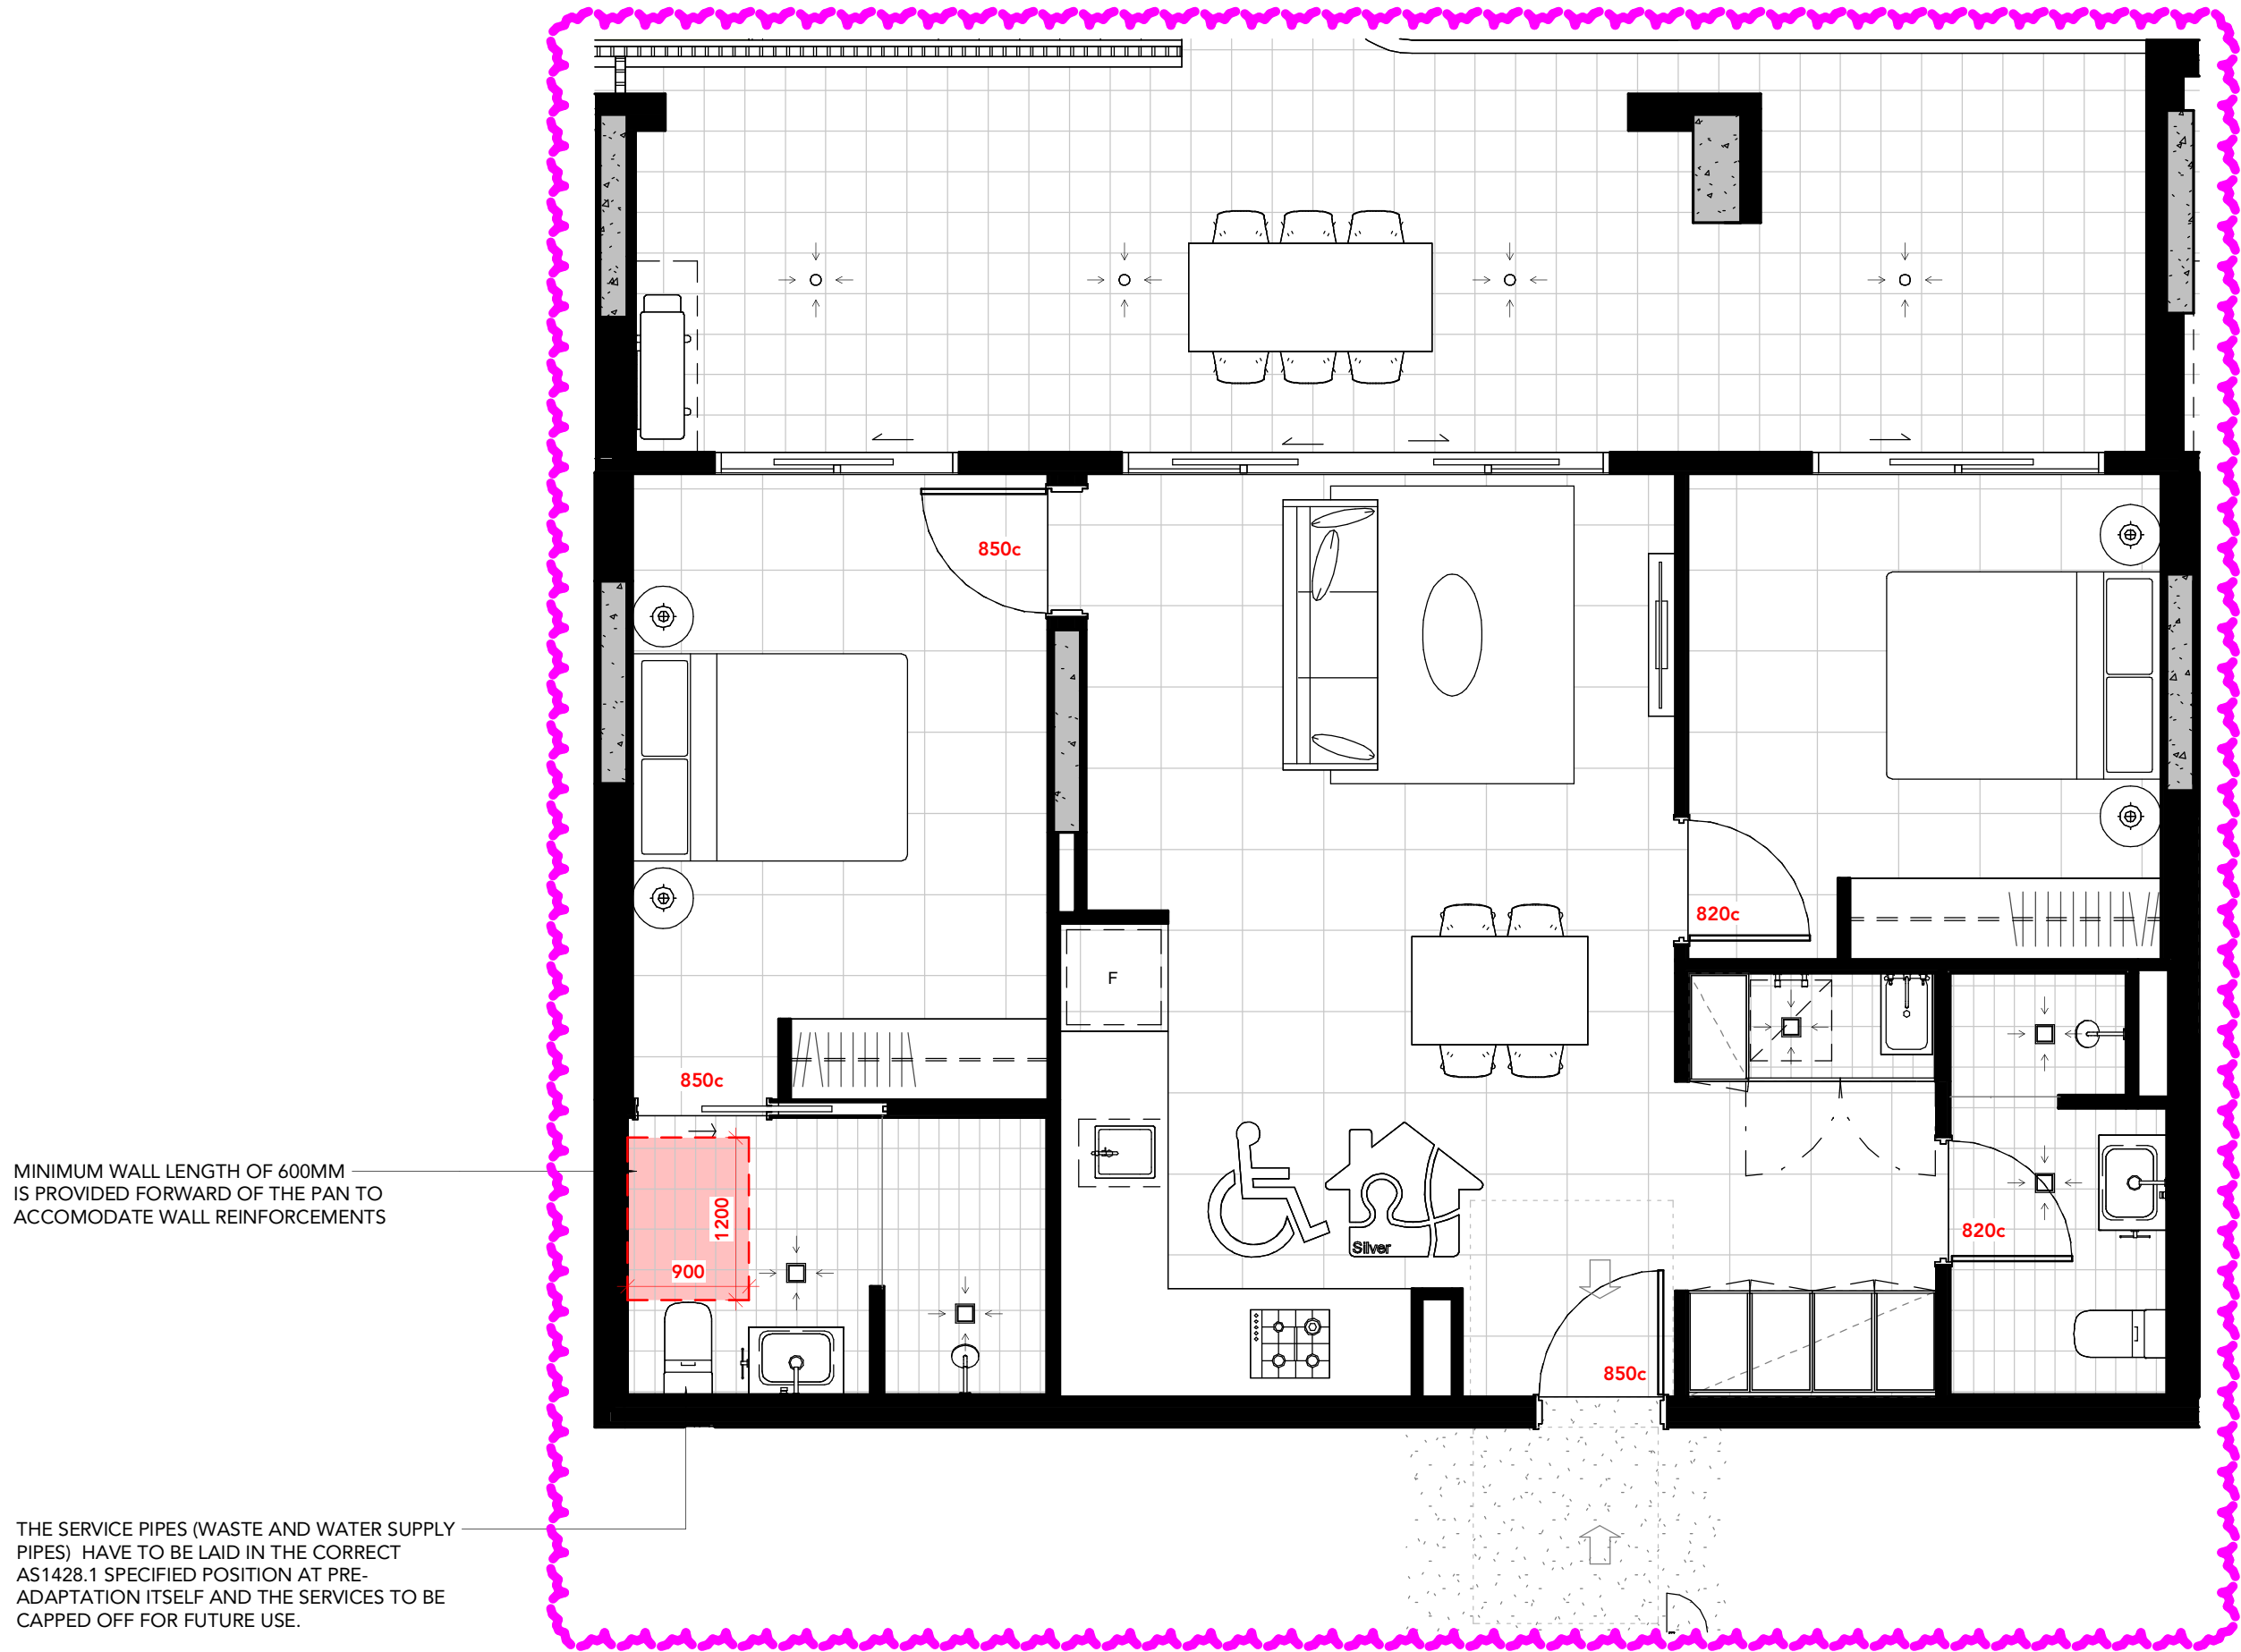 850c
820c
F
850c
MINIMUM WALL LENGTH OF 600MM
IS PROVIDED FORWARD OF THE PAN TO
ACCOMODATE WALL REINFORCEMENTS
1200
900
Silver
820c
850c
THE SERVICE PIPES (WASTE AND WATER SUPPLY
PIPES)  HAVE TO BE LAID IN THE CORRECT
AS1428.1 SPECIFIED POSITION AT PRE-
ADAPTATION ITSELF AND THE SERVICES TO BE
CAPPED OFF FOR FUTURE USE.